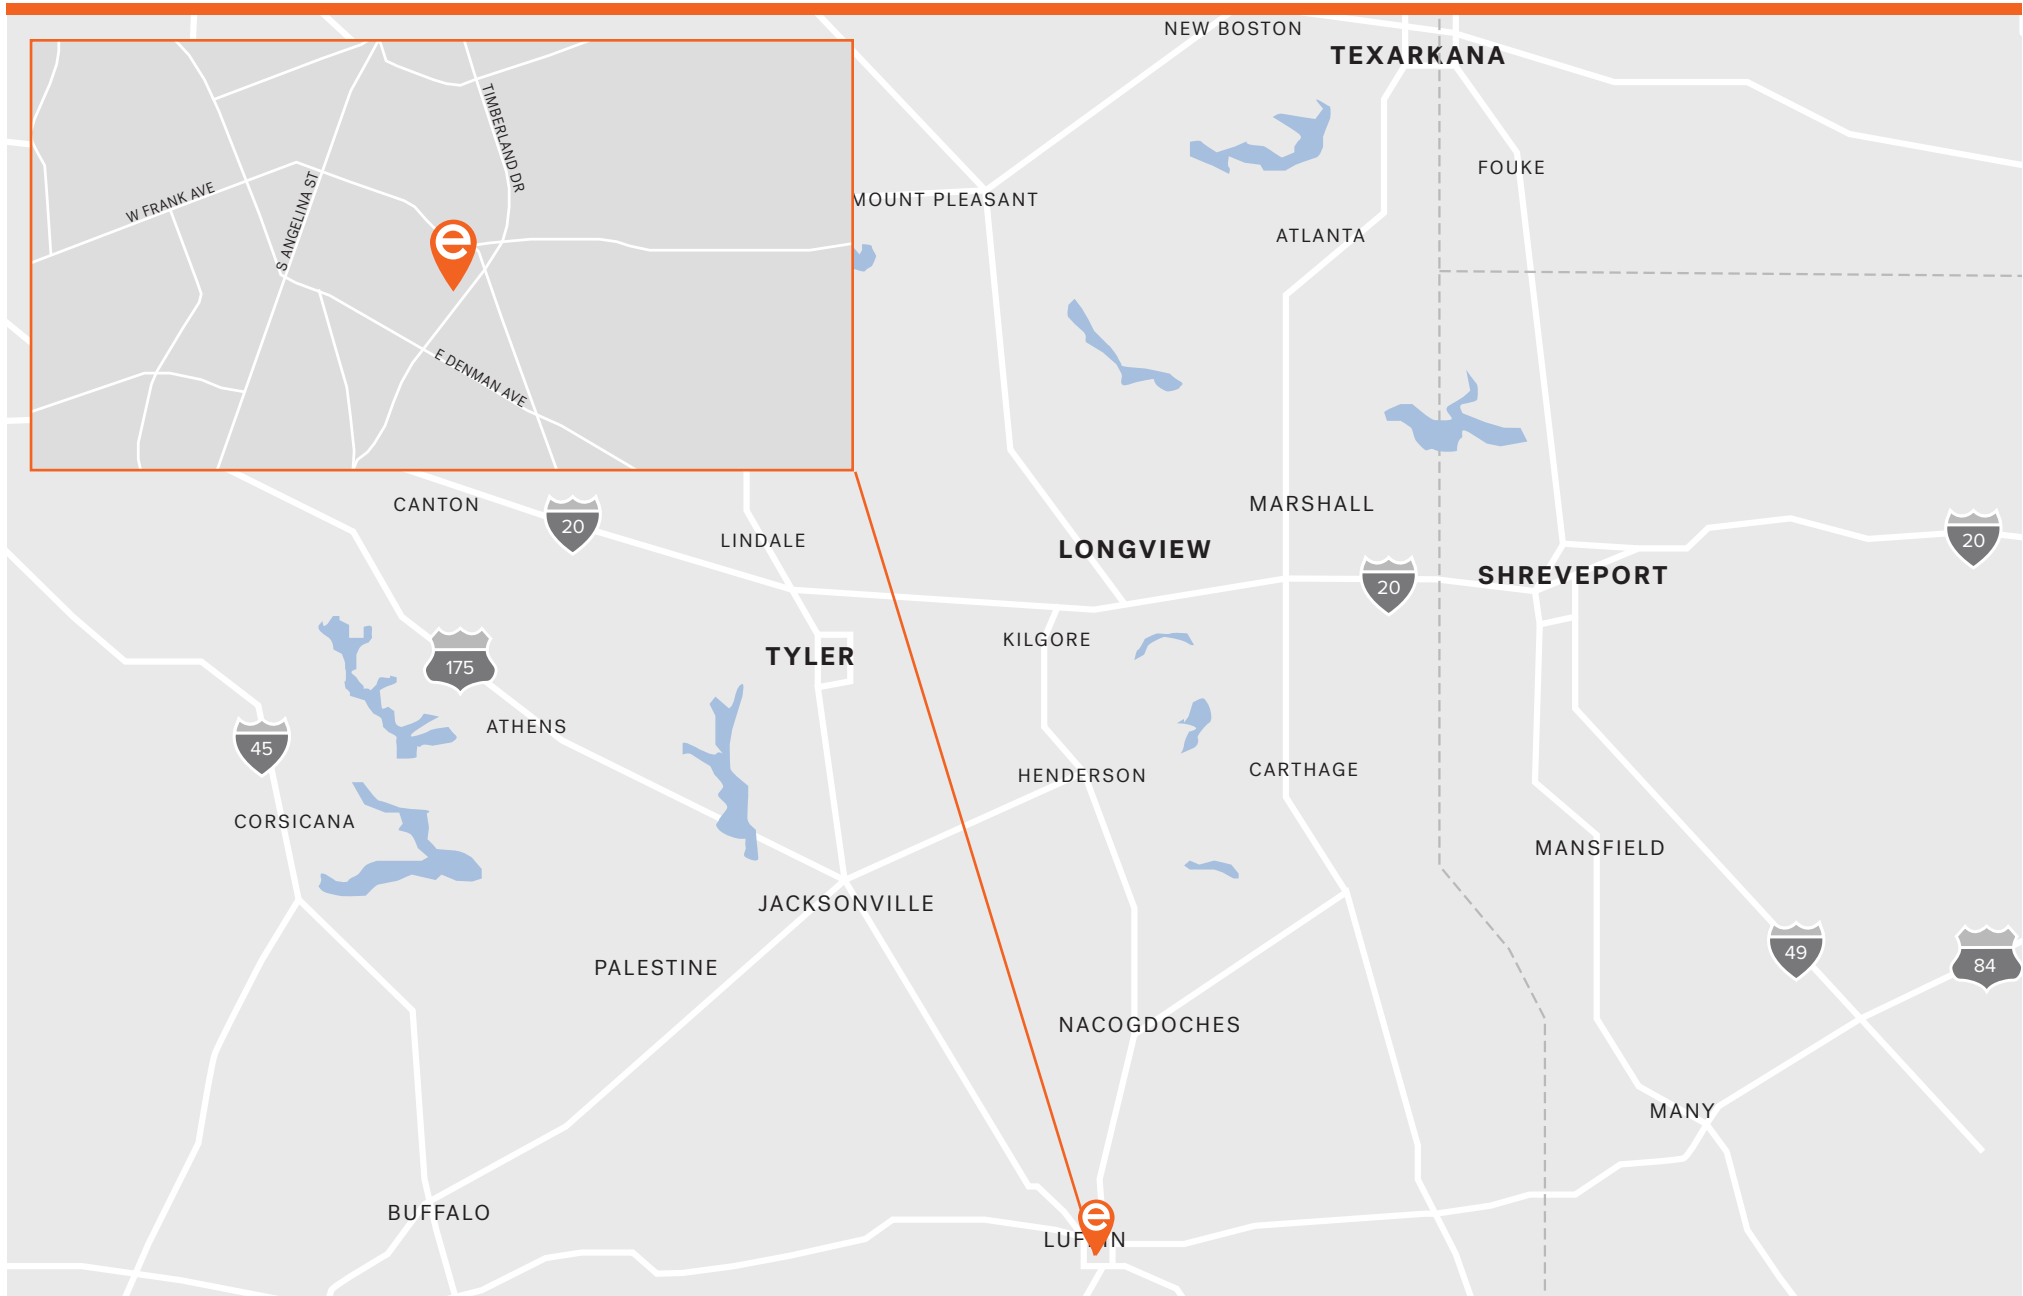 NEW BOSTON
TEXARKANA
TIMBERLAND DR
W FRANK AVE
S ANGELINA ST
e
E DENMAN AVE
FOUKE
MOUNT PLEASANT
ATLANTA
CANTON
20
LINDALE
MARSHALL
LONGVIEW
20
SHREVEPORT
20
175
TYLER
KILGORE
45
ATHENS
HENDERSON
CARTHAGE
CORSICANA
MANSFIELD
JACKSONVILLE
PALESTINE
49
84
NACOGDOCHES
MANY
BUFFALO
e